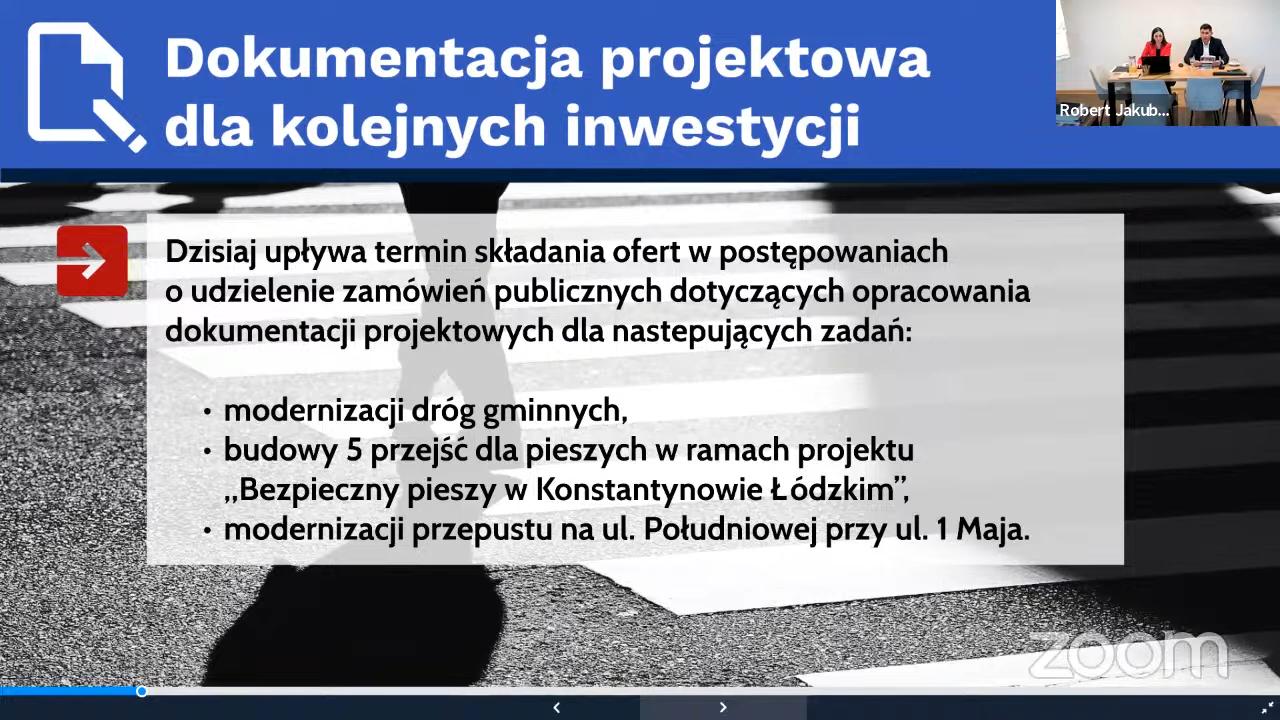 Dokumentacja projektowa
dla kolejnych inwestycji
Robert Jakub...
Dzisiaj upływa termin składania ofert w postępowaniach
o udzielenie zamówień publicznych dotyczących opracowania
dokumentacji projektowych dla nastepujących zadań:
• modernizacji dróg gminnych,
• budowy 5 przejść dla pieszych w ramach projektu
„Bezpieczny pieszy w Konstantynowie Łódzkim”,
• modernizacji przepustu na ul. Południowej przy ul. 1 Maja.
zoom